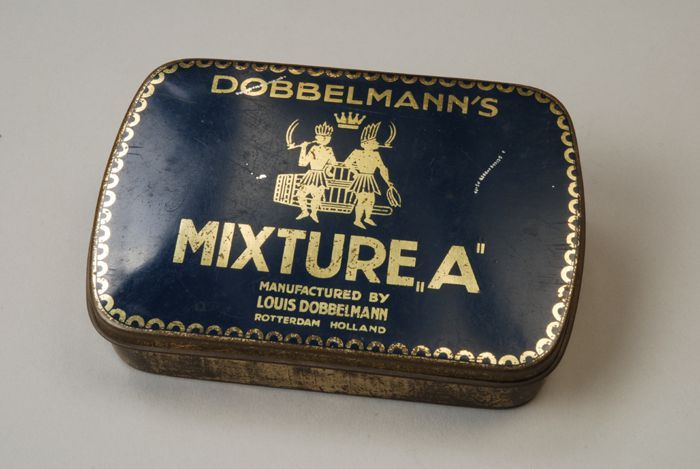 DOBBELMANN'S
MIXTURE „A"
MANUFACTURED BY
LOUIS DOBBELMANN
ROTTERDAM HOLLAND